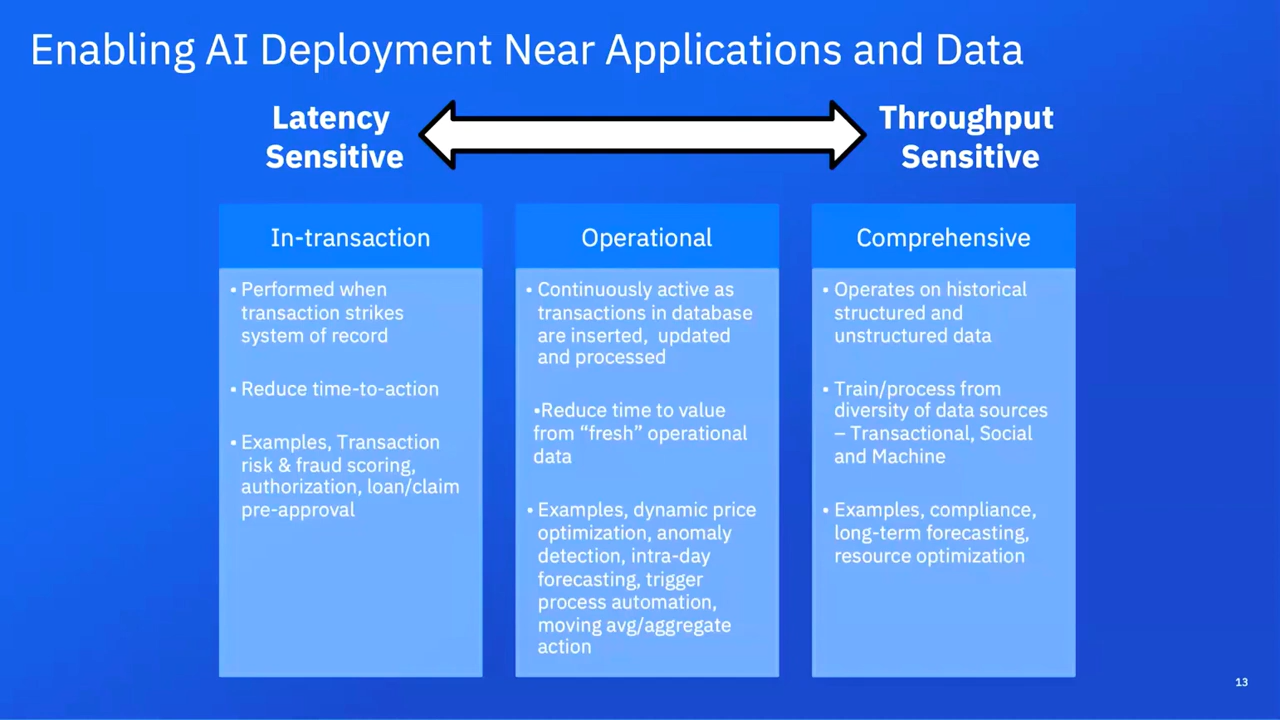 Enabling AI Deployment Near Applications and Data
Latency
Sensitive
Throughput
Sensitive
In-transaction
• Performed when
transaction strikes
system of record
• Reduce time-to-action
• Examples, Transaction
risk & fraud scoring,
authorization, loan/claim
pre-approval
Operational
• Continuously active as
transactions in database
are inserted,  updated
and processed
•Reduce time to value
from “fresh” operational
data
• Examples, dynamic price
optimization, anomaly
detection, intra-day
forecasting, trigger
process automation,
moving avg/aggregate
action
Comprehensive
• Operates on historical
structured and
unstructured data
• Train/process from
diversity of data sources
– Transactional, Social
and Machine
• Examples, compliance,
long-term forecasting,
resource optimization
13